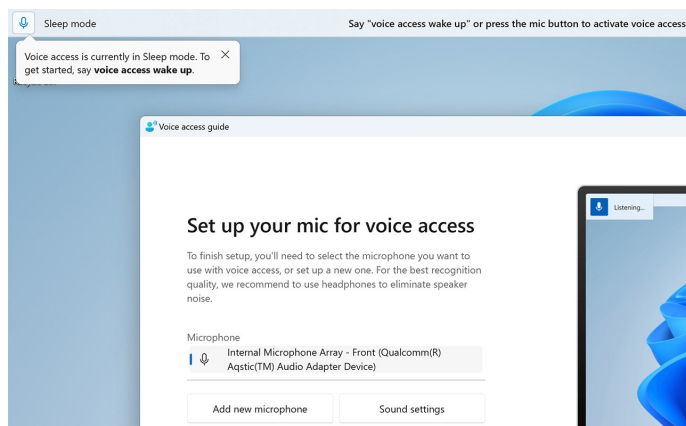 Sleep mode
Say "voice access wake up" or press the mic button to activate voice access
Voice access is currently in Sleep mode. To
get started, say voice access wake up.
Voice access guide
Listening...
Set up your mic for voice access
To finish setup, you'll need to select the microphone you want to
use with voice access, or set up a new one. For the best recognition
quality, we recommend to use headphones to eliminate speaker
noise.
Microphone
Internal Microphone Array - Front (Qualcomm(R)
Aqstic(TM) Audio Adapter Device)
Add new microphone
Sound settings